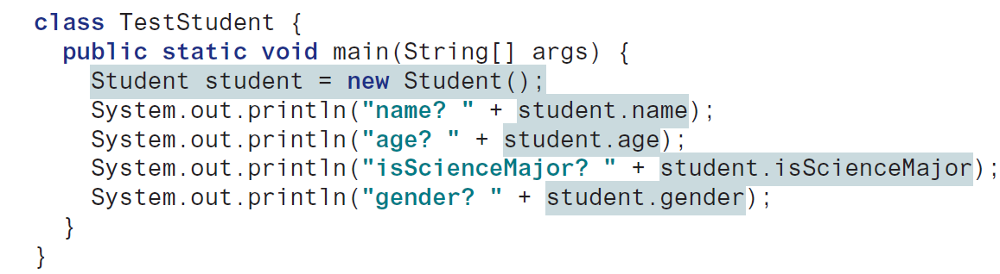 class TestStudent {
public static void main(String[] args) {
Student student = new Student();
System.out.println("name? " + student.name);
System.out.println("age? " + student.age);
System.out.println("isScienceMajor? " + student.isScienceMajor);
System.out.println("gender? " + student.gender);
}
}